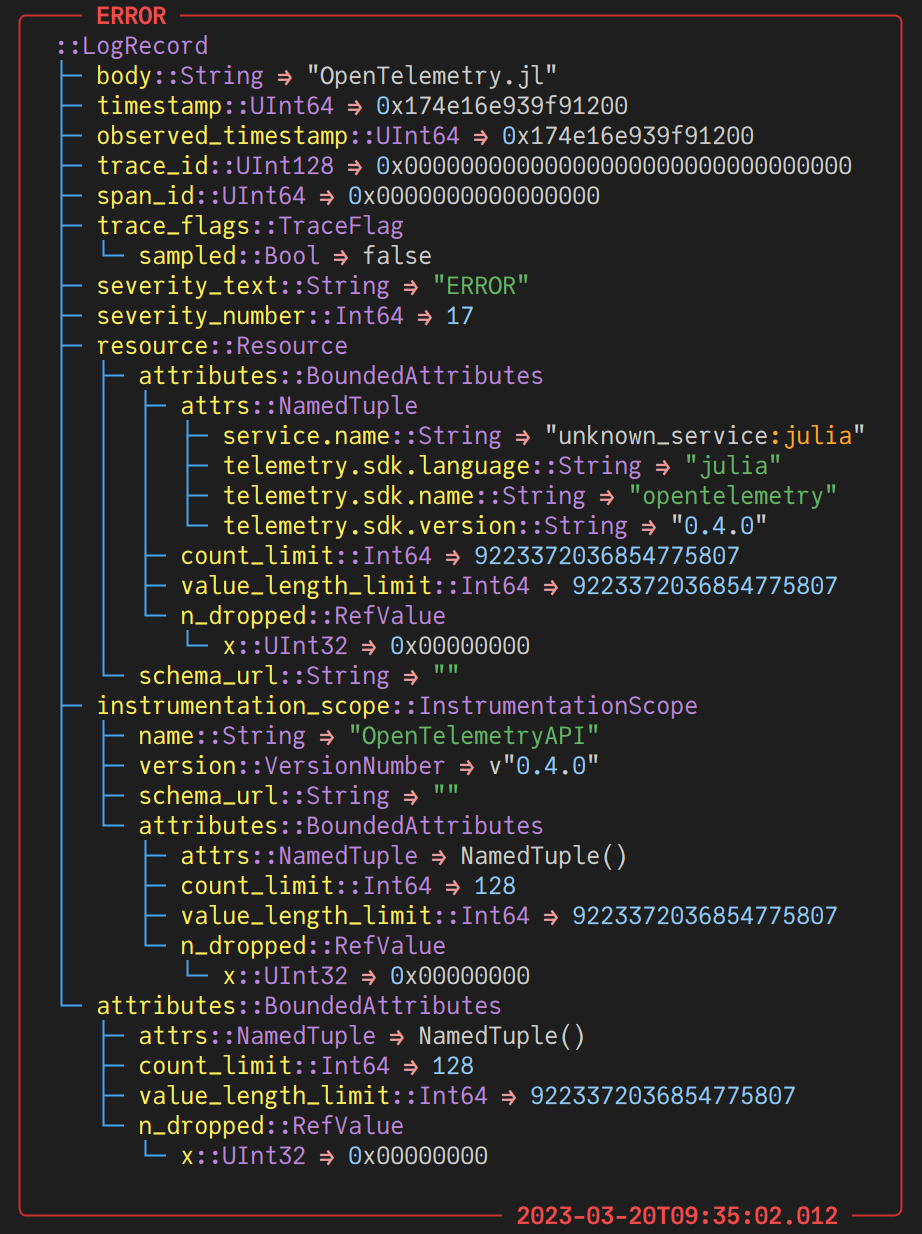 ERROR
::LogRecord
body::String ⇒ "OpenTelemetry.jl"
timestamp::UInt64 ⇒ 0x174e16e939f91200
observed_timestamp::UInt64 ⇒ 0x174e16e939f91200
trace_id::UInt128 ⇒ 0x00000000000000000000000000000000
span_id::UInt64 ⇒ 0x0000000000000000
trace_flags::TraceFlag
sampled::Bool ⇒ false
severity_text::String ⇒ "ERROR"
severity_number::Int64 ⇒ 17
resource::Resource
attributes::BoundedAttributes
attrs::NamedTuple
service.name::String ⇒ "unknown_service:julia"
telemetry.sdk.language::String ⇒ "julia"
telemetry.sdk.name::String ⇒ "opentelemetry"
telemetry.sdk.version::String ⇒ "0.4.0"
count_limit::Int64 ⇒ 9223372036854775807
value_length_limit::Int64 ⇒ 9223372036854775807
n_dropped::RefValue
x::UInt32 ⇒ 0x00000000
schema_url::String ⇒ ""
instrumentation_scope::InstrumentationScope
name::String ⇒ "OpenTelemetryAPI"
version::VersionNumber ⇒ v"0.4.0"
schema_url::String ⇒ ""
attributes::BoundedAttributes
attrs::NamedTuple ⇒ NamedTuple()
count_limit::Int64 ⇒ 128
value_length_limit::Int64 ⇒ 9223372036854775807
n_dropped::RefValue
x::UInt32 ⇒ 0x00000000
attributes::BoundedAttributes
attrs::NamedTuple ⇒ NamedTuple()
count_limit::Int64 ⇒ 128
value_length_limit::Int64 ⇒ 9223372036854775807
n_dropped::RefValue
x::UInt32 ⇒ 0x00000000
2023-03-20T09:35:02.012